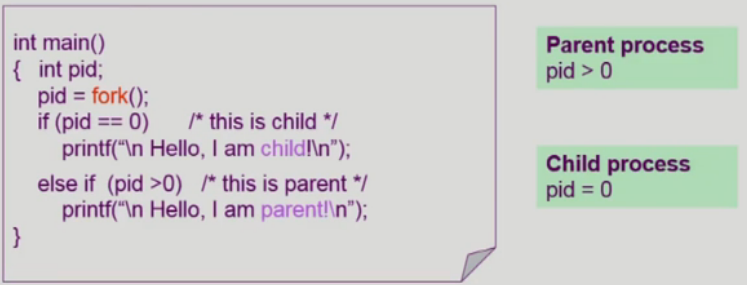 int main()
{ int pid;
pid = fork();
if (pid == 0) /* this is child */
printf(“\n Hello, I am child!\n”);
else if (pid >0) /* this is parent */
printf(“\n Hello, I am parent!\n”);
}
Parent process
pid > 0
Child process
pid = 0